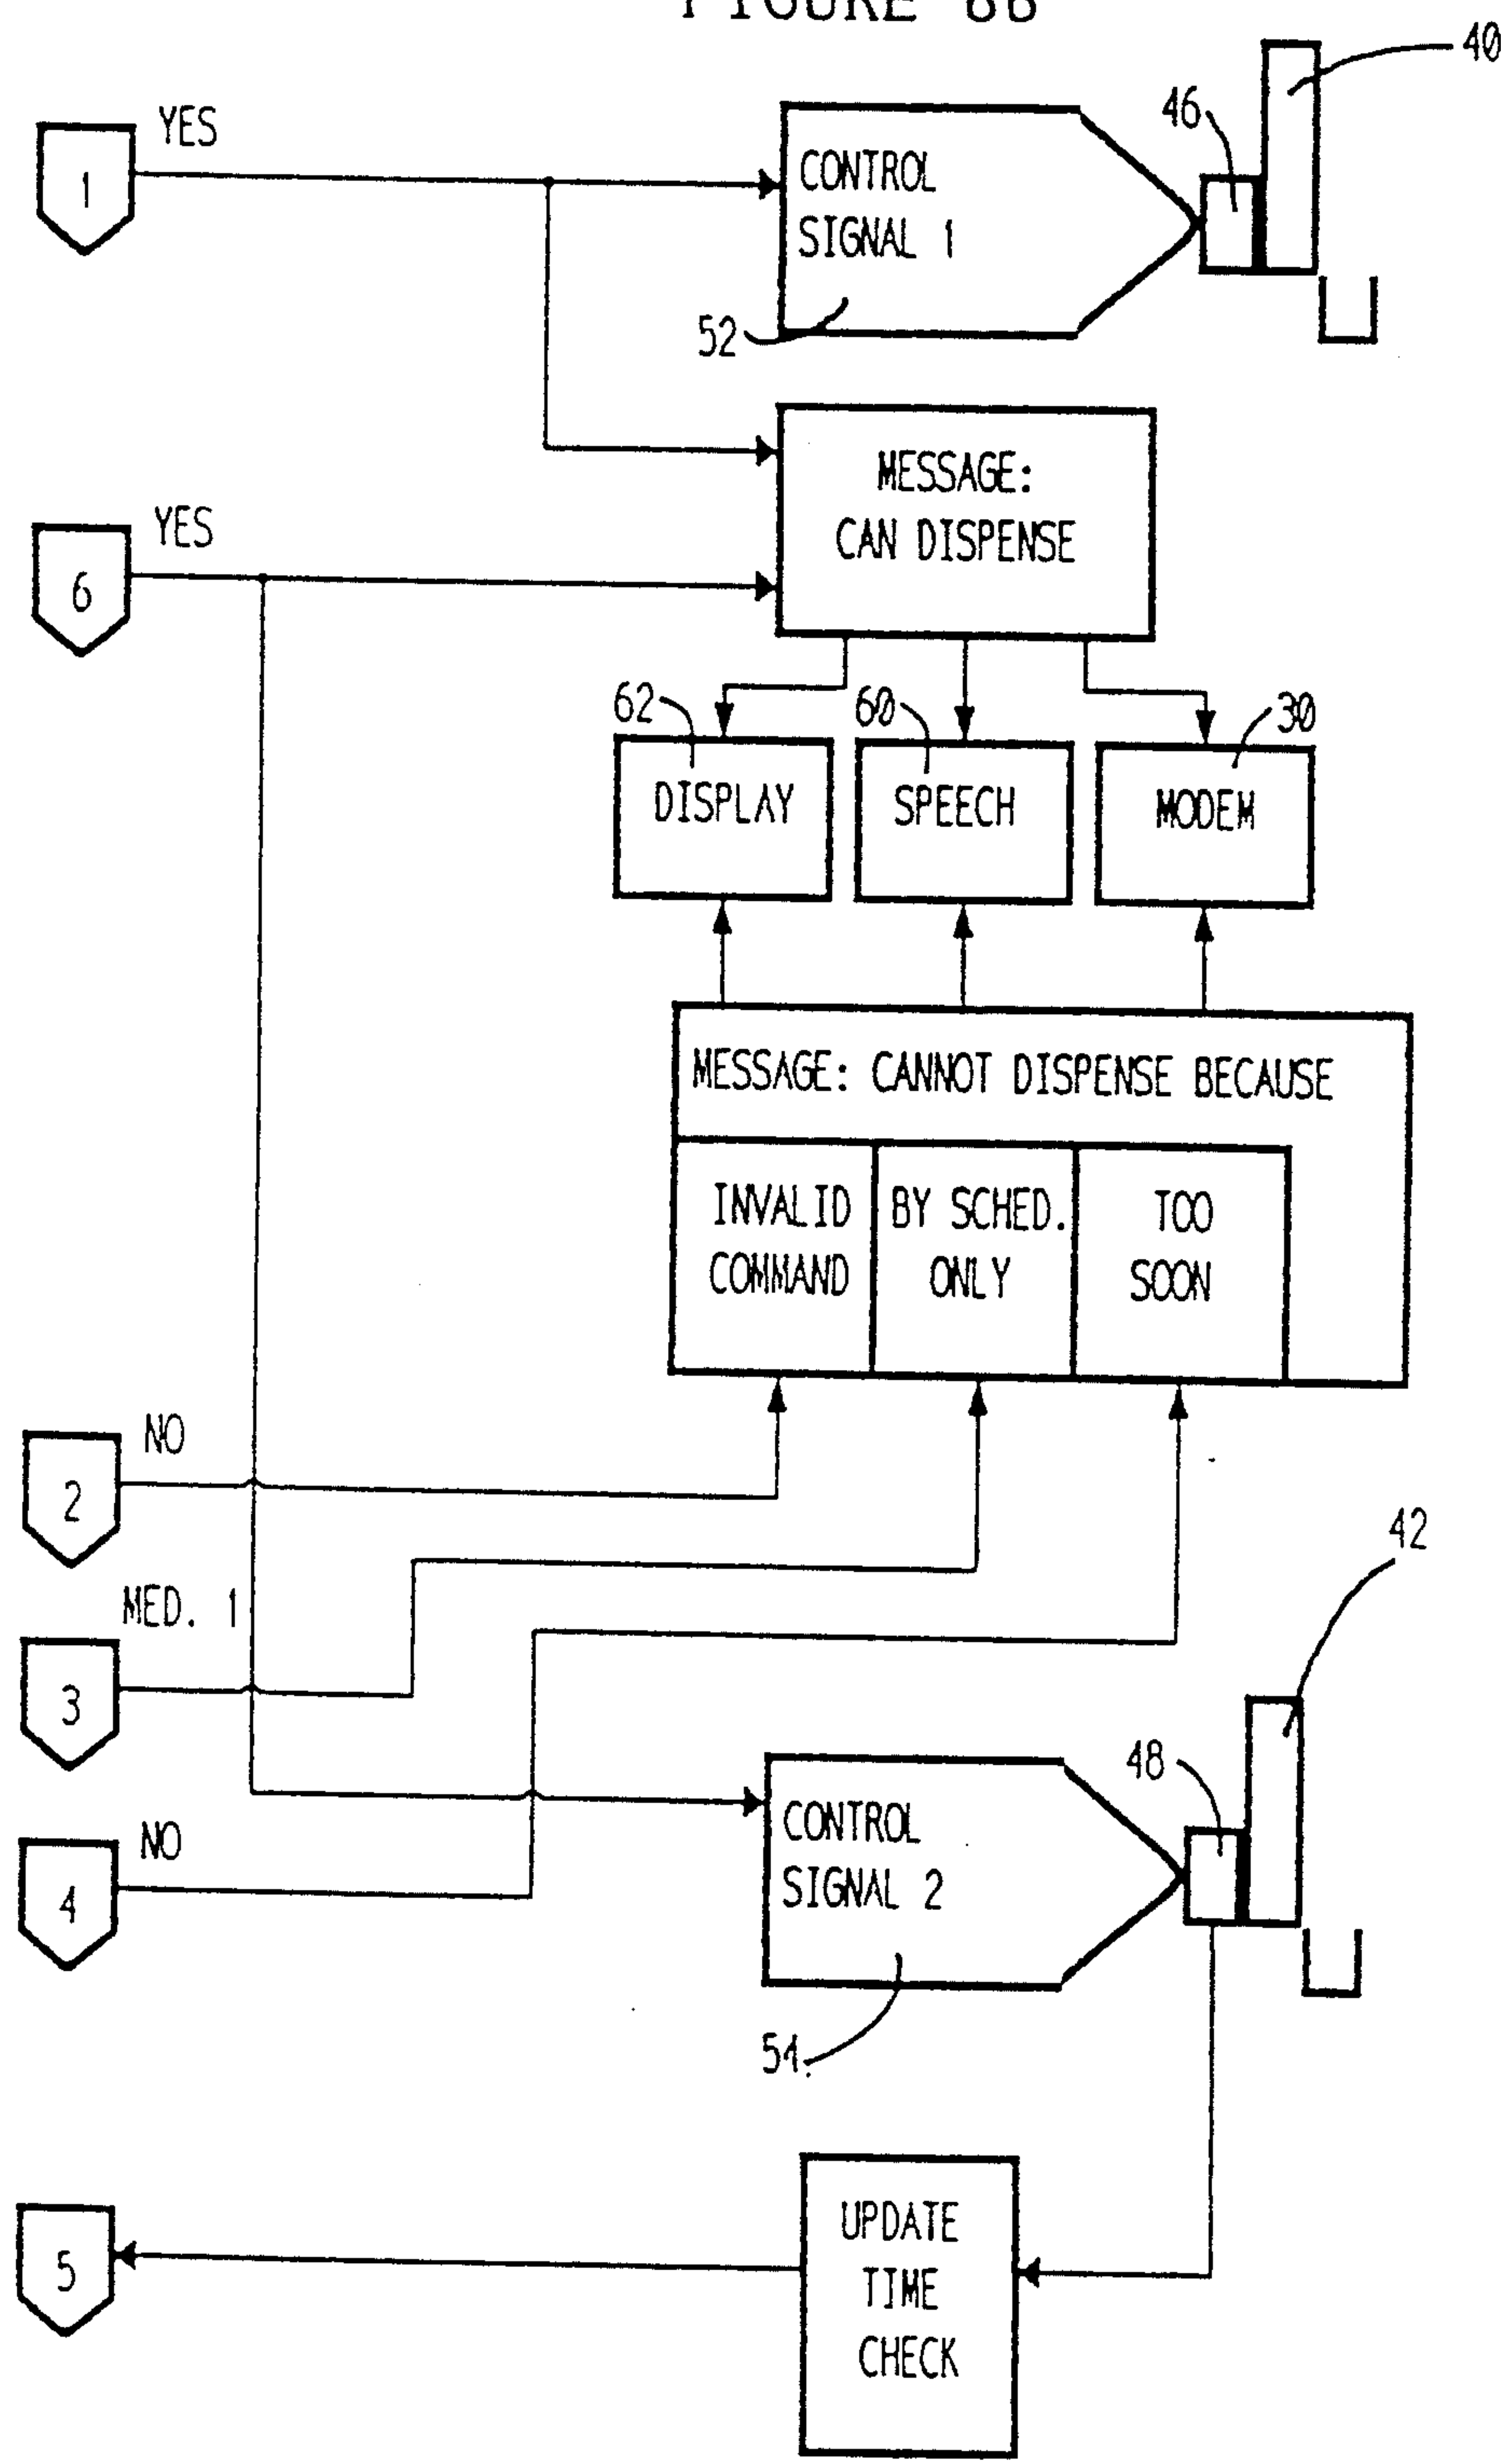 FIGURE 6B
40
46
YES
1
CONTROL
SIGNAL 1
52
MESSAGE:
CAN DISPENSE
YES
6
62
60
30
DISPLAY
SPEECH
MODEM
MESSAGE: CANNOT DISPENSE BECAUSE
INVALID
COMMAND
BY SCHED.
ONLY
TOO
SOON
NO
2
42
MED. 1
3
48
CONTROL
SIGNAL 2
NO
4
54
UPDATE
TIME
CHECK
5